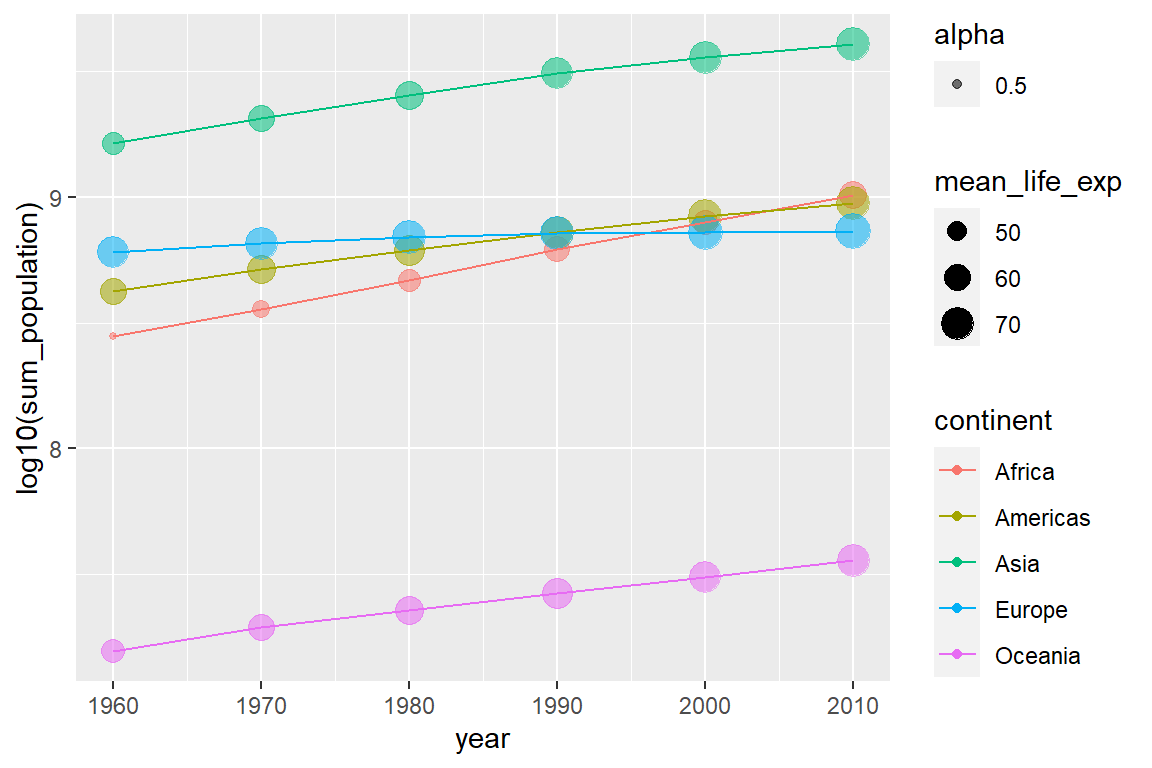 log10(sum_population)
9
8
1960 1970 1980 1990 2000 2010
year
alpha
0.5
mean_life_exp
50
60
70
continent
Africa
Americas
Asia
Europe
Oceania